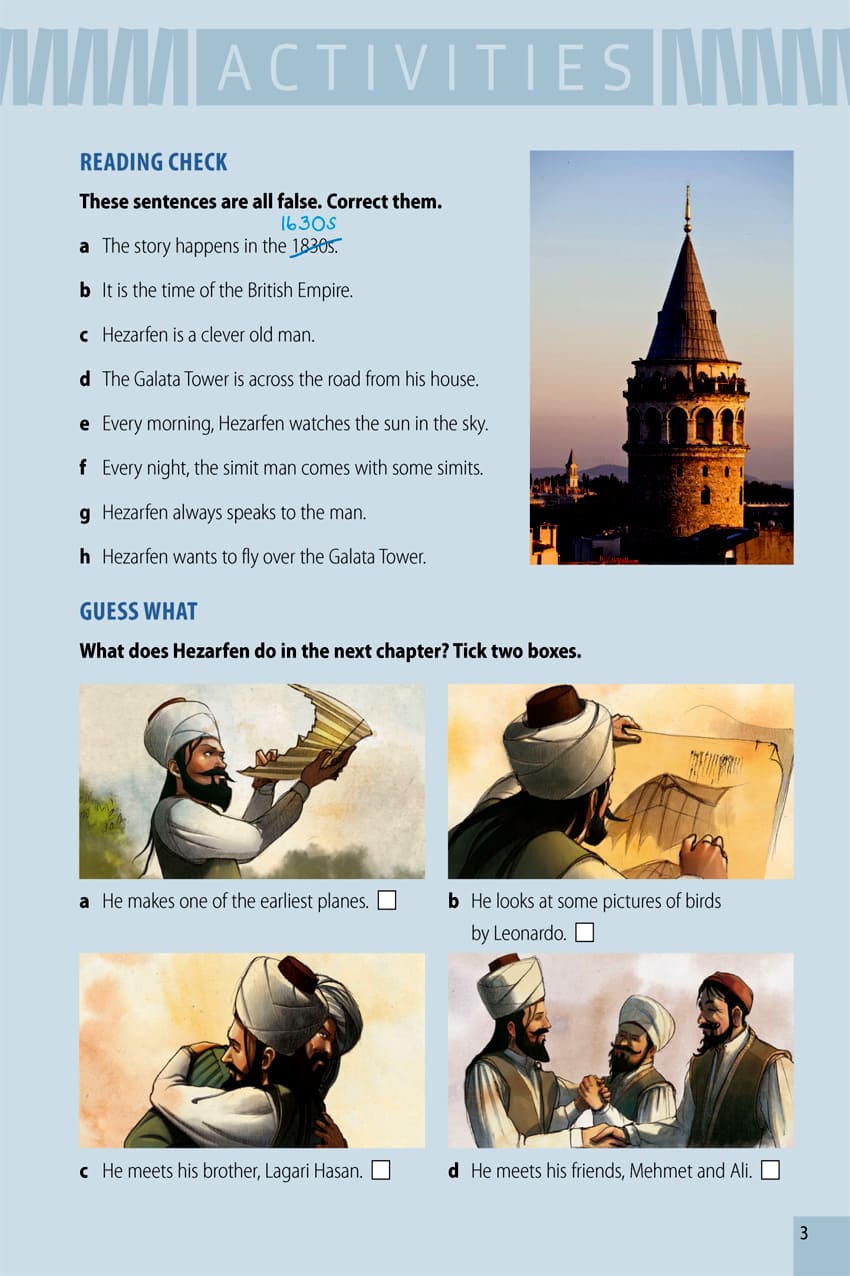 ACTIVITIES
READING CHECK
These sentences are all false. Correct them.
1630s
a The story happens in the 1830s.
b It is the time of the British Empire.
c Hezarfen is a clever old man.
d The Galata Tower is across the road from his house.
e Every morning, Hezarfen watches the sun in the sky.
f Every night, the simit man comes with some simits.
g Hezarfen always speaks to the man.
h Hezarfen wants to fly over the Galata Tower.
GUESS WHAT
What does Hezarfen do in the next chapter? Tick two boxes.
a He makes one of the earliest planes.
b He looks at some pictures of birds
by Leonardo.
c He meets his brother, Lagari Hasan.
d He meets his friends, Mehmet and Ali.
3